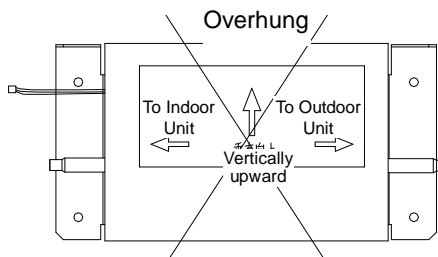 Overhung
To Indoor
Unit
To Outdoor
Unit
Vertically
upward